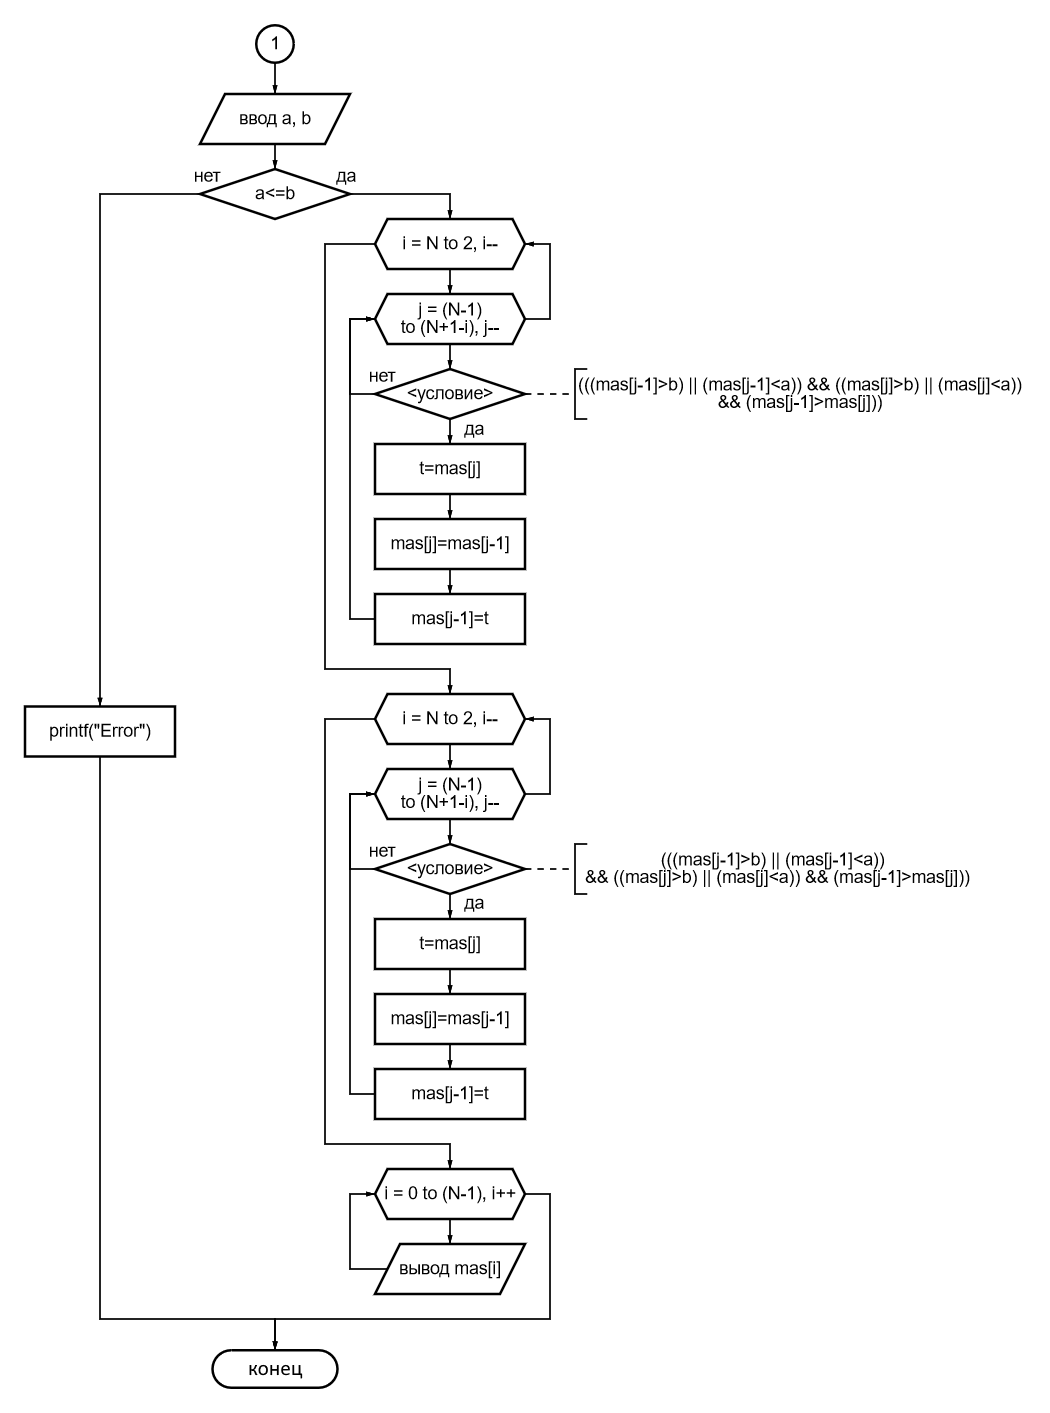 1
ввод a, b
нет
да
a<=b
i = N to 2, i--
j = (N-1)
to (N+1-i), j--
нет
<условие>
(((mas[j-1]>b) || (mas[j-1]<a)) && ((mas[j]>b) || (mas[j]<a))
&& (mas[j-1]>mas[j]))
да
t=mas[j]
mas[j]=mas[j-1]
mas[j-1]=t
printf("Error")
i = N to 2, i--
j = (N-1)
to (N+1-i), j--
нет
<условие>
(((mas[j-1]>b) || (mas[j-1]<a))
&& ((mas[j]>b) || (mas[j]<a)) && (mas[j-1]>mas[j]))
да
t=mas[j]
mas[j]=mas[j-1]
mas[j-1]=t
i = 0 to (N-1), i++
вывод mas[i]
конец